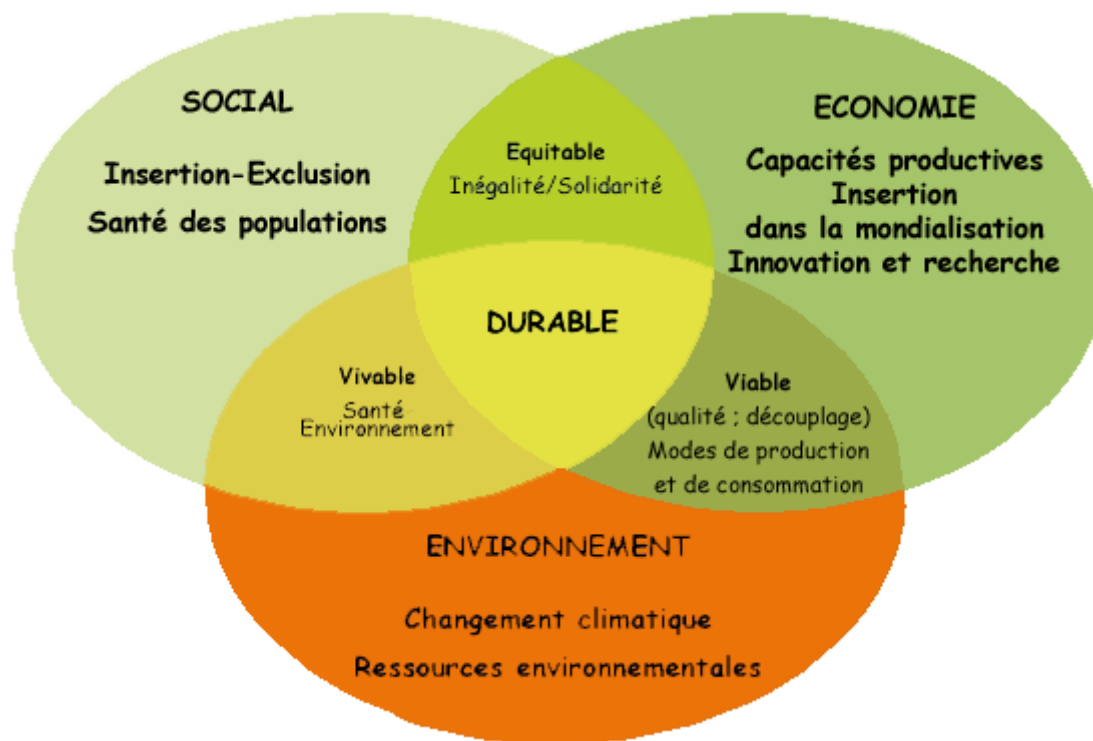 SOCIAL
Insertion-Exclusion
Santé des populations
Equitable
Inégalité/Solidarité
ECONOMIE
Capacités productives
Insertion
dans la mondialisation
Innovation et recherche
DURABLE
Vivable
Santé
Environnement
Viable
(qualité ; découplage)
Modes de production
et de consommation
ENVIRONNEMENT
Changement climatique
Ressources environnementales